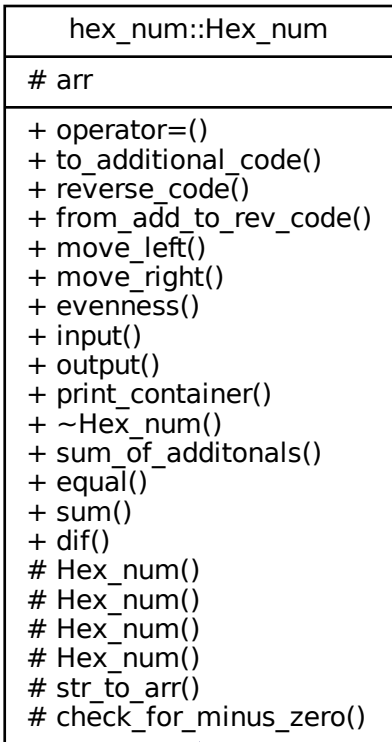 hex_num::Hex_num
# arr
+ operator=()
+ to_additional_code()
+ reverse_code()
+ from_add_to_rev_code()
+ move_left()
+ move_right()
+ evenness()
+ input()
+ output()
+ print_container()
+ ~Hex_num()
+ sum_of_additonals()
+ equal()
+ sum()
+ dif()
# Hex_num()
# Hex_num()
# Hex_num()
# Hex_num()
# str_to_arr()
# check_for_minus_zero()